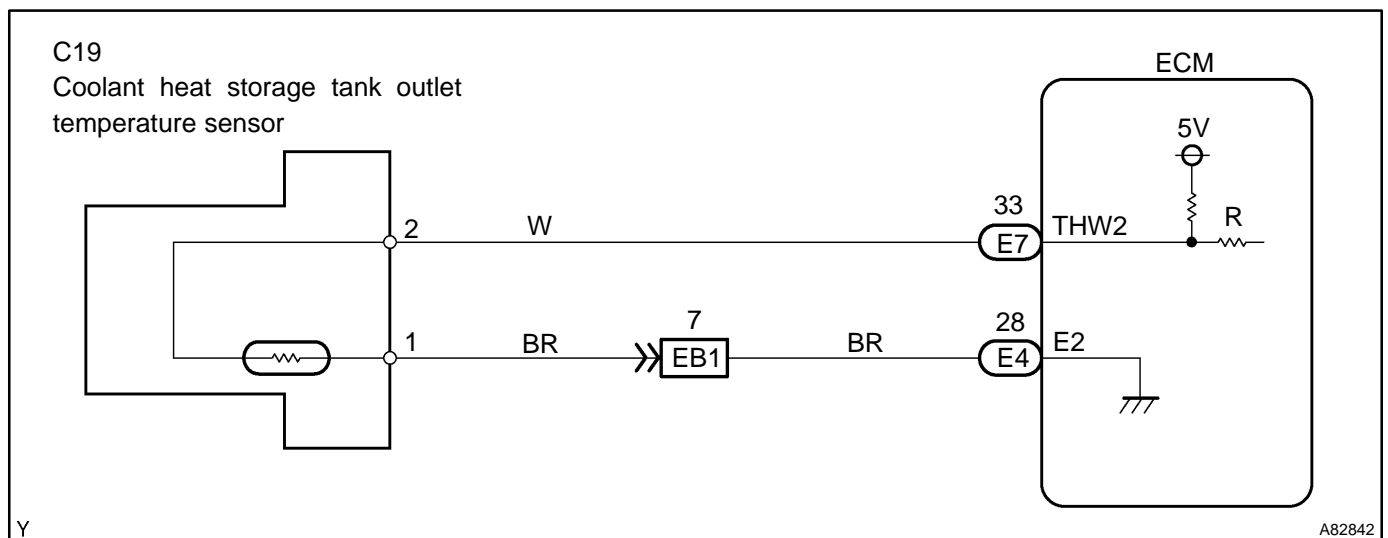 C19
Coolant heat storage tank outlet
temperature sensor
ECM
5V
R
2
W
33
E7
THW2
1
BR
7
EB1
BR
28
E4
E2
Y
A82842